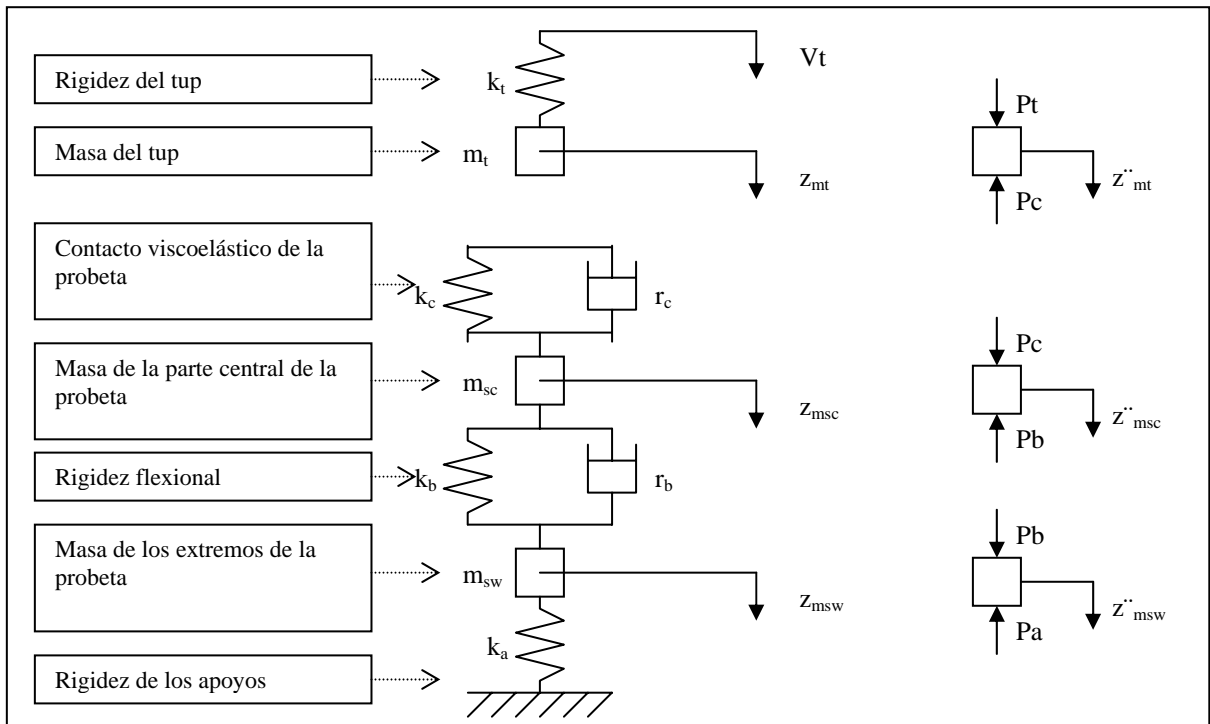 Rigidez del tup
k_t
Vt
Pt
Masa del tup
m_t
z_mt
z¨_mt
Pc
Contacto viscoelástico de la
probeta
k_c
r_c
Masa de la parte central de la
probeta
m_sc
z_msc
Pc
z¨_msc
Pb
Rigidez flexional
k_b
r_b
Masa de los extremos de la
probeta
m_sw
z_msw
Pb
z¨_msw
Pa
k_a
Rigidez de los apoyos